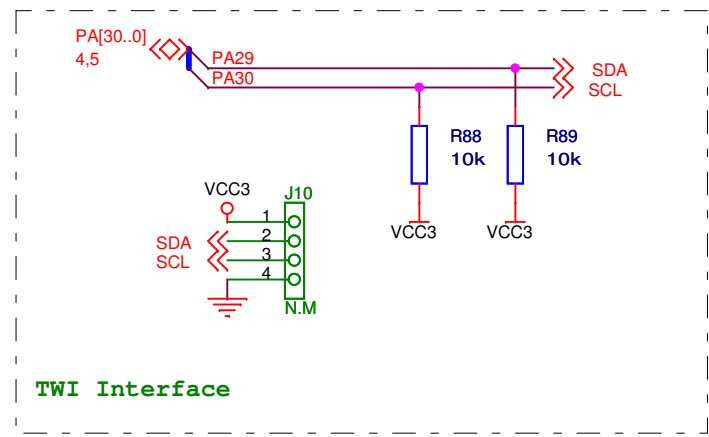 PA[30..0]
4,5
PA29
PA30
SDA
SCL
R88
10k
R89
10k
VCC3
VCC3
VCC3
J10
1
2
3
4
SDA
SCL
N.M
TWI Interface